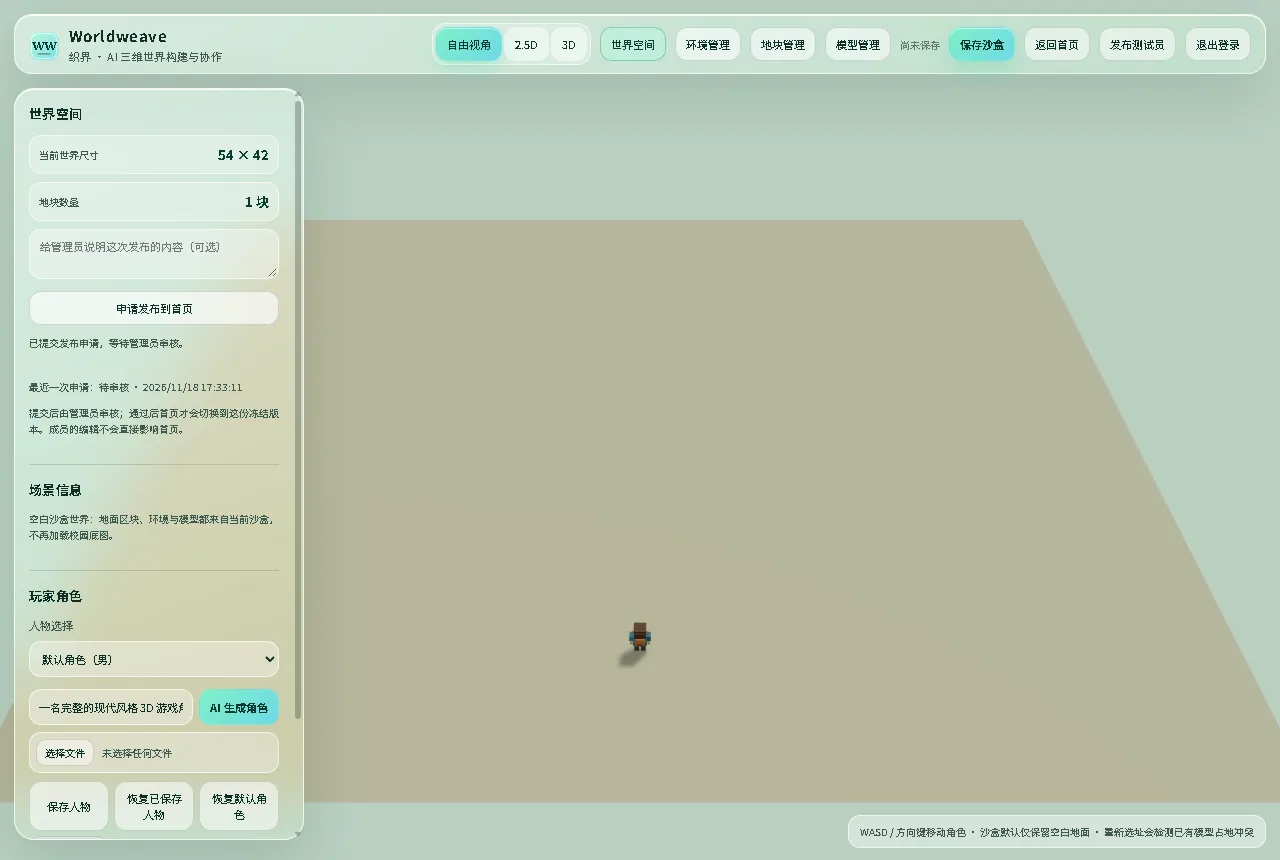 WW
Worldweave
织界 · AI 三维世界构建与协作
自由视角
2.5D
3D
世界空间
环境管理
地块管理
模型管理
尚未保存
保存沙盒
返回首页
发布测试员
退出登录
世界空间
当前世界尺寸
54 × 42
地块数量
1 块
给管理员说明这次发布的内容（可选）
申请发布到首页
已提交发布申请，等待管理员审核。
最近一次申请：待审核 · 2026/11/18 17:33:11
提交后由管理员审核；通过后首页才会切换到这份冻结版
本。成员的编辑不会直接影响首页。
场景信息
空白沙盒世界：地面区块、环境与模型都来自当前沙盒，
不再加载校园底图。
玩家角色
人物选择
默认角色（男）
一名完整的现代风格 3D 游戏角
AI 生成角色
选择文件
未选择任何文件
保存人物
恢复已保存
人物
恢复默认角
色
WASD / 方向键移动角色 · 沙盒默认仅保留空白地面 · 重新选址会检测已有模型占地冲突